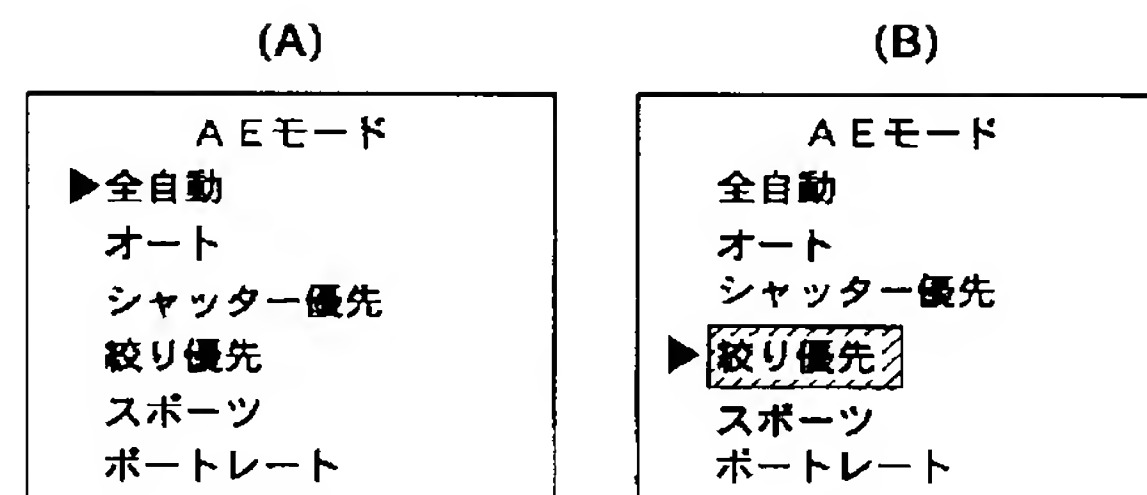 (A)
AEモード
▶全自動
オート
シャッター優先
絞り優先
スポーツ
ポートレート
(B)
AEモード
全自動
オート
シャッター優先
▶絞り優先
スポーツ
ポートレート